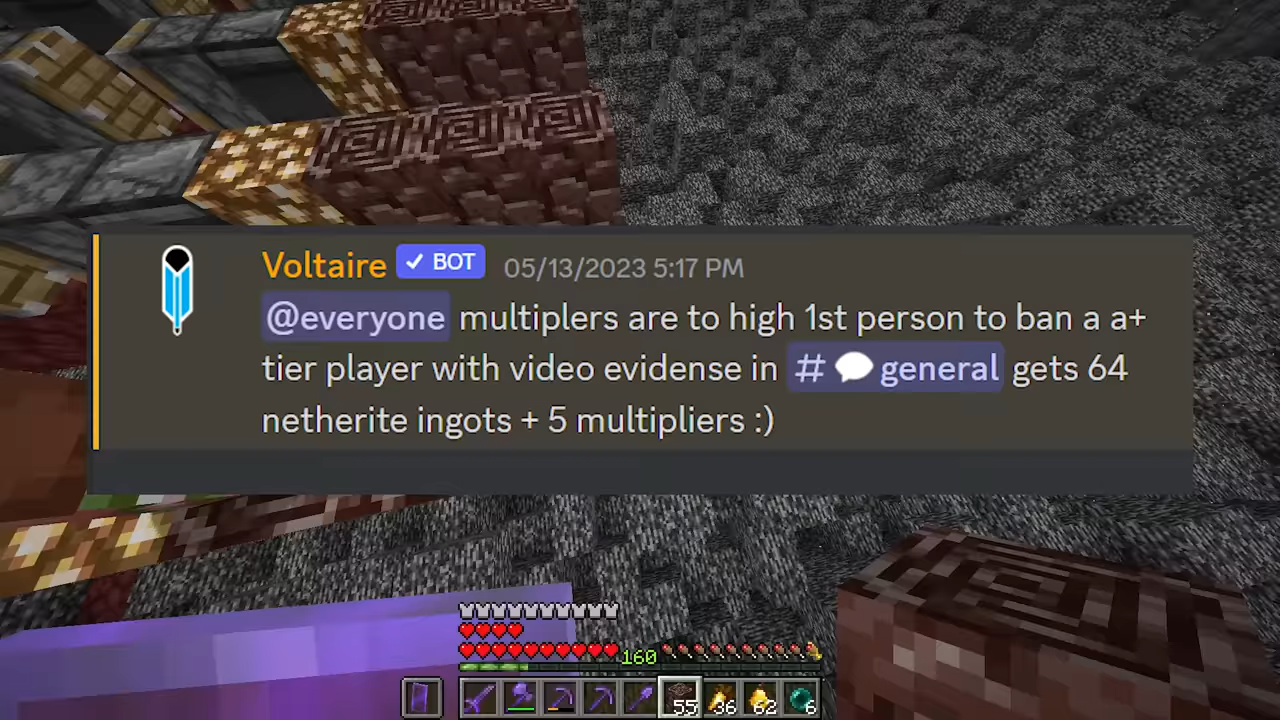 Voltaire ✓ BOT 05/13/2023 5:17 PM
@everyone multiplers are to high 1st person to ban a a+
tier player with video evidense in # general gets 64
netherite ingots + 5 multipliers :)
160
55 36 62 6